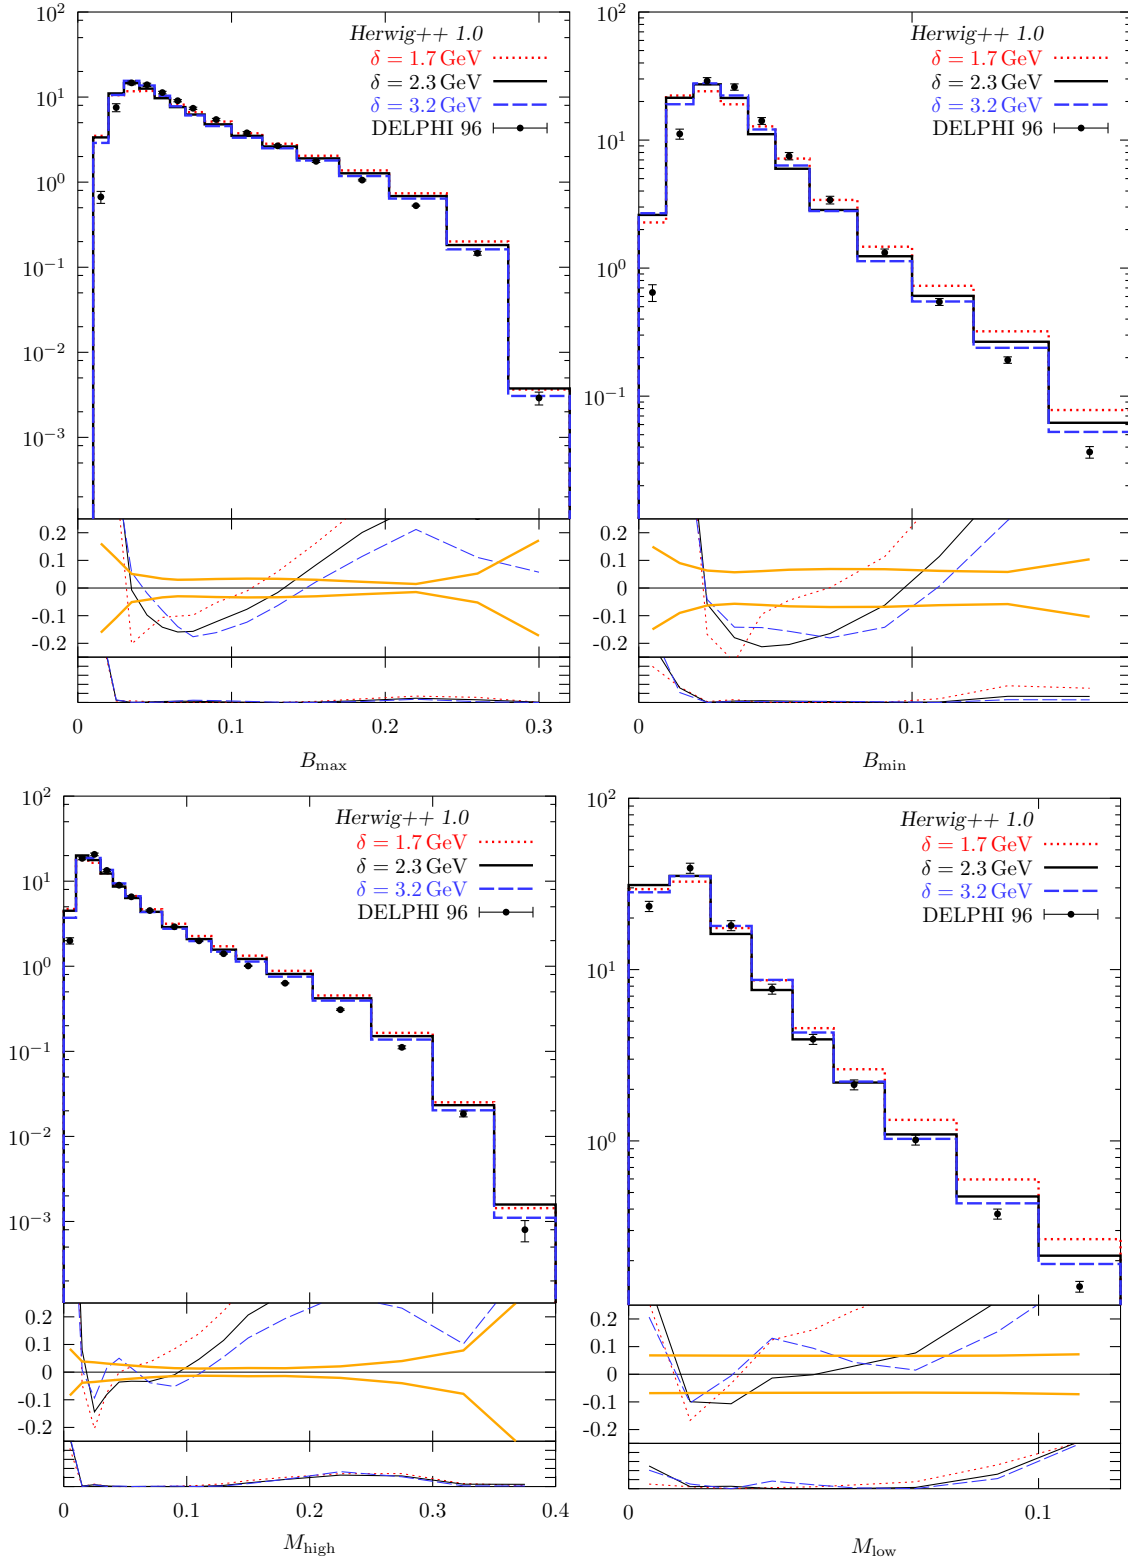 10^2
10^1
10^0
10^-1
10^-2
10^-3
Herwig++ 1.0
δ = 1.7 GeV
δ = 2.3 GeV
δ = 3.2 GeV
DELPHI 96
0.2
0.1
0
-0.1
-0.2
0 0.1 0.2 0.3
B_max
10^2
10^1
10^0
10^-1
Herwig++ 1.0
δ = 1.7 GeV
δ = 2.3 GeV
δ = 3.2 GeV
DELPHI 96
0.2
0.1
0
-0.1
-0.2
0 0.1
B_min
10^2
10^1
10^0
10^-1
10^-2
10^-3
Herwig++ 1.0
δ = 1.7 GeV
δ = 2.3 GeV
δ = 3.2 GeV
DELPHI 96
0.2
0.1
0
-0.1
-0.2
0 0.1 0.2 0.3 0.4
M_high
10^2
10^1
10^0
Herwig++ 1.0
δ = 1.7 GeV
δ = 2.3 GeV
δ = 3.2 GeV
DELPHI 96
0.2
0.1
0
-0.1
-0.2
0 0.1
M_low